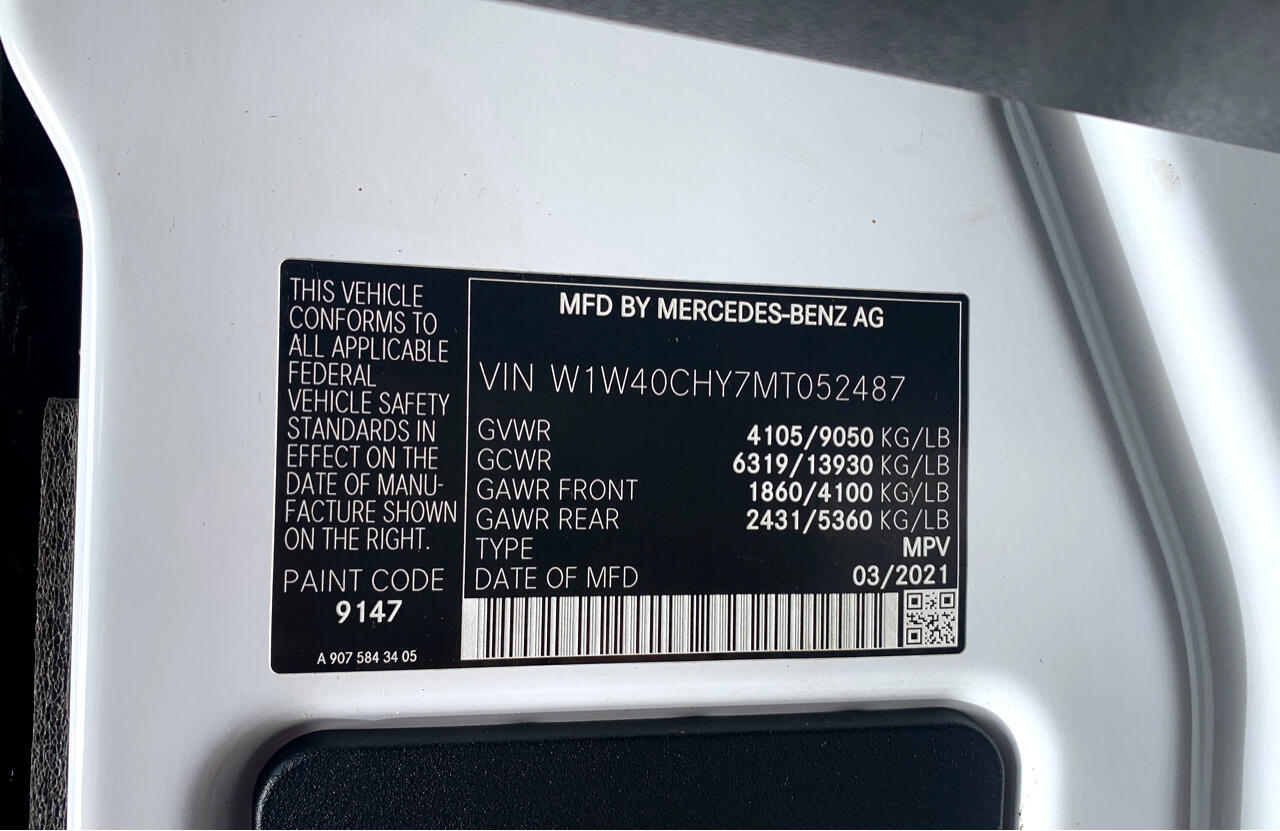 THIS VEHICLE
CONFORMS TO
ALL APPLICABLE
FEDERAL
VEHICLE SAFETY
STANDARDS IN
EFFECT ON THE
DATE OF MANU-
FACTURE SHOWN
ON THE RIGHT.
PAINT CODE
9147
A 907 584 34 05
MFD BY MERCEDES-BENZ AG
VIN W1W40CHY7MT052487
GVWR 4105/9050 KG/LB
GCWR 6319/13930 KG/LB
GAWR FRONT 1860/4100 KG/LB
GAWR REAR 2431/5360 KG/LB
TYPE MPV
DATE OF MFD 03/2021